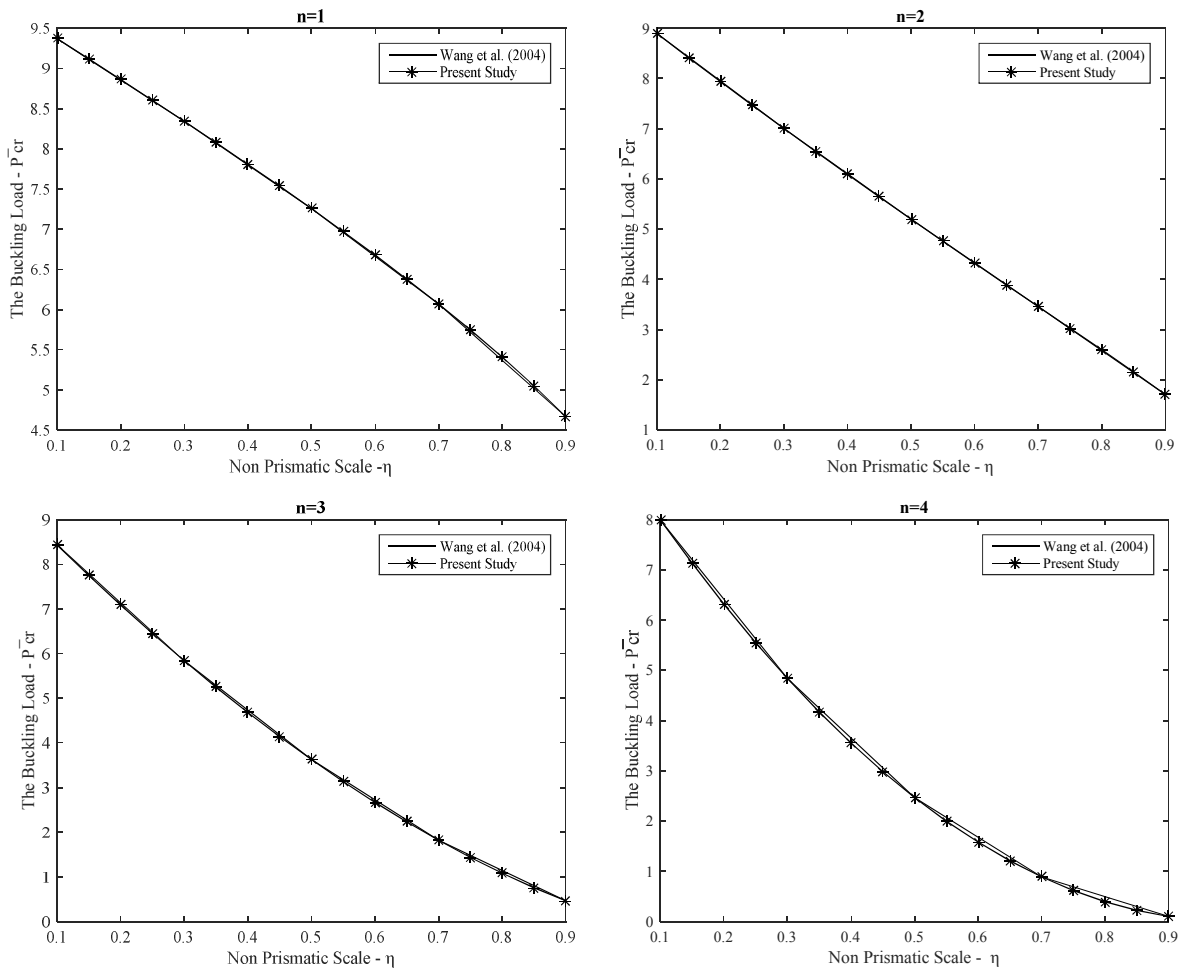 n=1
9.5
9
8.5
8
7.5
7
6.5
6
5.5
5
4.5
The Buckling Load - P̅cr
Wang et al. (2004)
Present Study
0.1 0.2 0.3 0.4 0.5 0.6 0.7 0.8 0.9
Non Prismatic Scale -η
n=2
9
8
7
6
5
4
3
2
1
The Buckling Load - P̅cr
Wang et al. (2004)
Present Study
0.1 0.2 0.3 0.4 0.5 0.6 0.7 0.8 0.9
Non Prismatic Scale - η
n=3
9
8
7
6
5
4
3
2
1
0
The Buckling Load - P̅cr
Wang et al. (2004)
Present Study
0.1 0.2 0.3 0.4 0.5 0.6 0.7 0.8 0.9
Non Prismatic Scale - η
n=4
8
7
6
5
4
3
2
1
0
The Buckling Load - P̅cr
Wang et al. (2004)
Present Study
0.1 0.2 0.3 0.4 0.5 0.6 0.7 0.8 0.9
Non Prismatic Scale - η